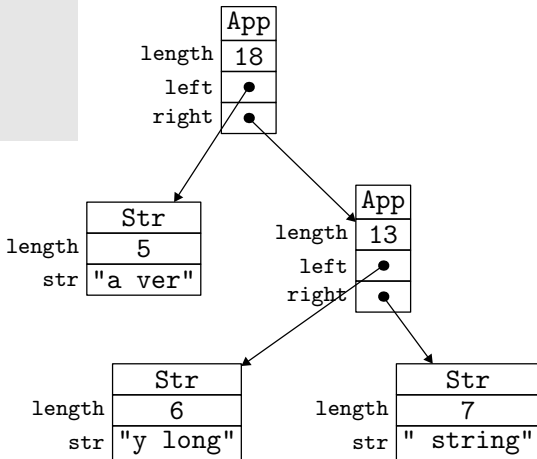 App
length 18
left
right
Str
length 5
str "a ver"
App
length 13
left
right
Str
length 6
str "y long"
Str
length 7
str " string"